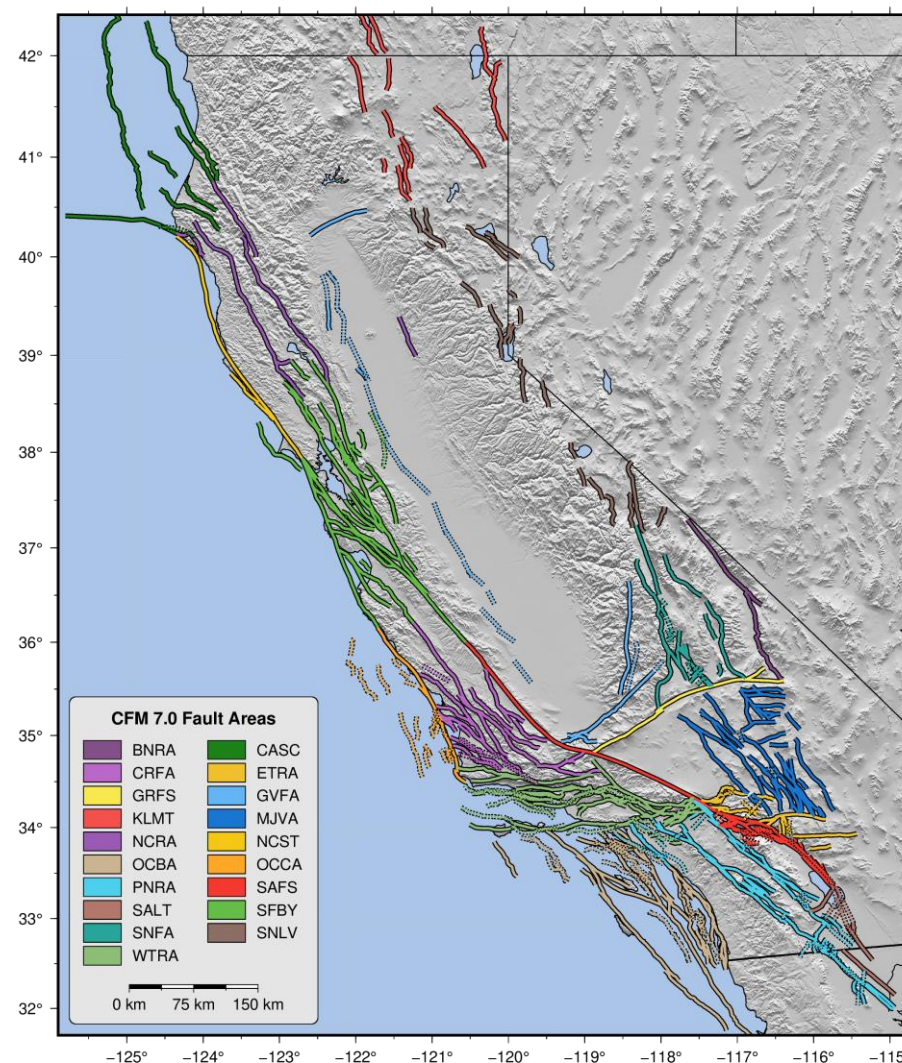 42°
41°
40°
39°
38°
37°
36°
35°
34°
33°
32°
CFM 7.0 Fault Areas
BNRA CASC
CRFA ETRA
GRFS GVFA
KLMT MJVA
NCRA NCST
OCBA OCCA
PNRA SAFS
SALT SFBY
SNFA SNLV
WTRA
0 km 75 km 150 km
−125° −124° −123° −122° −121° −120° −119° −118° −117° −116° −115